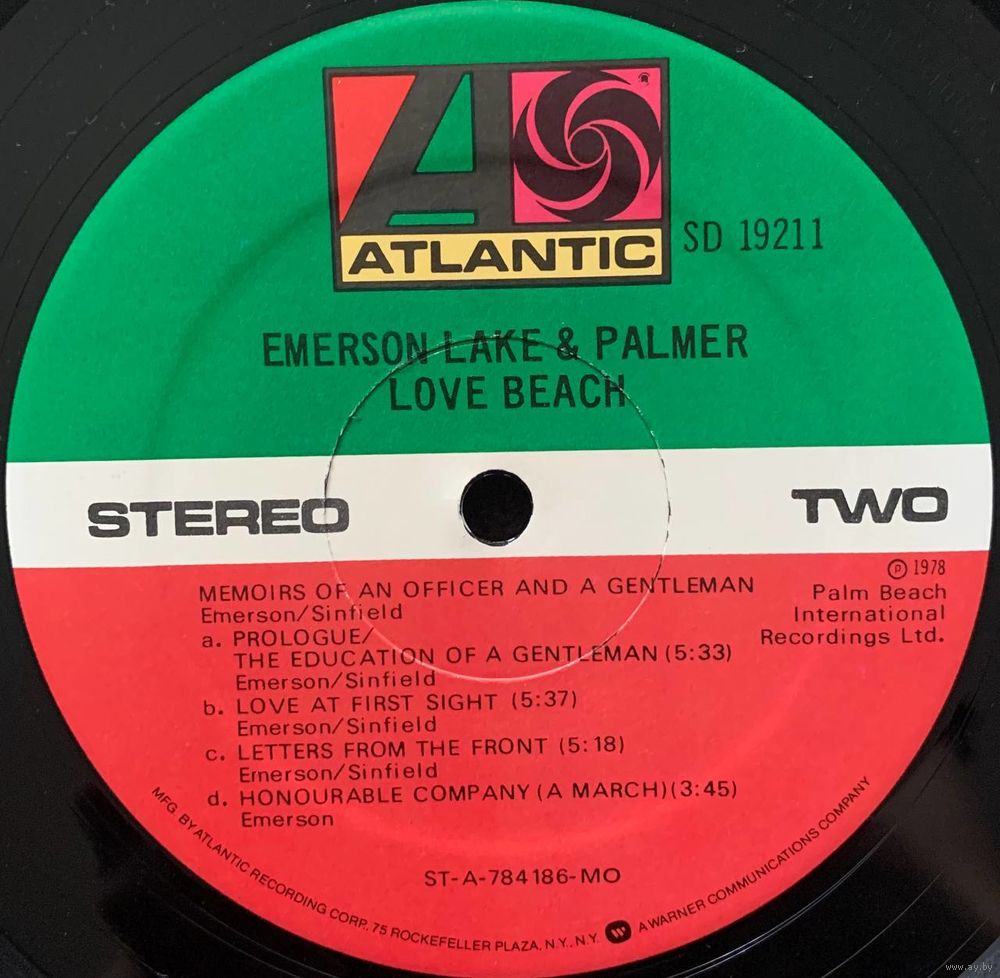 ATLANTIC
SD 19211
EMERSON LAKE & PALMER
LOVE BEACH
STEREO
TWO
℗ 1978
Palm Beach
International
Recordings Ltd.
MEMOIRS OF AN OFFICER AND A GENTLEMAN
Emerson/Sinfield
a. PROLOGUE/
THE EDUCATION OF A GENTLEMAN (5:33)
Emerson/Sinfield
b. LOVE AT FIRST SIGHT (5:37)
Emerson/Sinfield
c. LETTERS FROM THE FRONT (5:18)
Emerson/Sinfield
d. HONOURABLE COMPANY (A MARCH) (3:45)
Emerson
ST-A-784186-MO
MFG. BY ATLANTIC RECORDING CORP., 75 ROCKEFELLER PLAZA, N.Y., N.Y. A WARNER COMMUNICATIONS COMPANY
www.ay.by